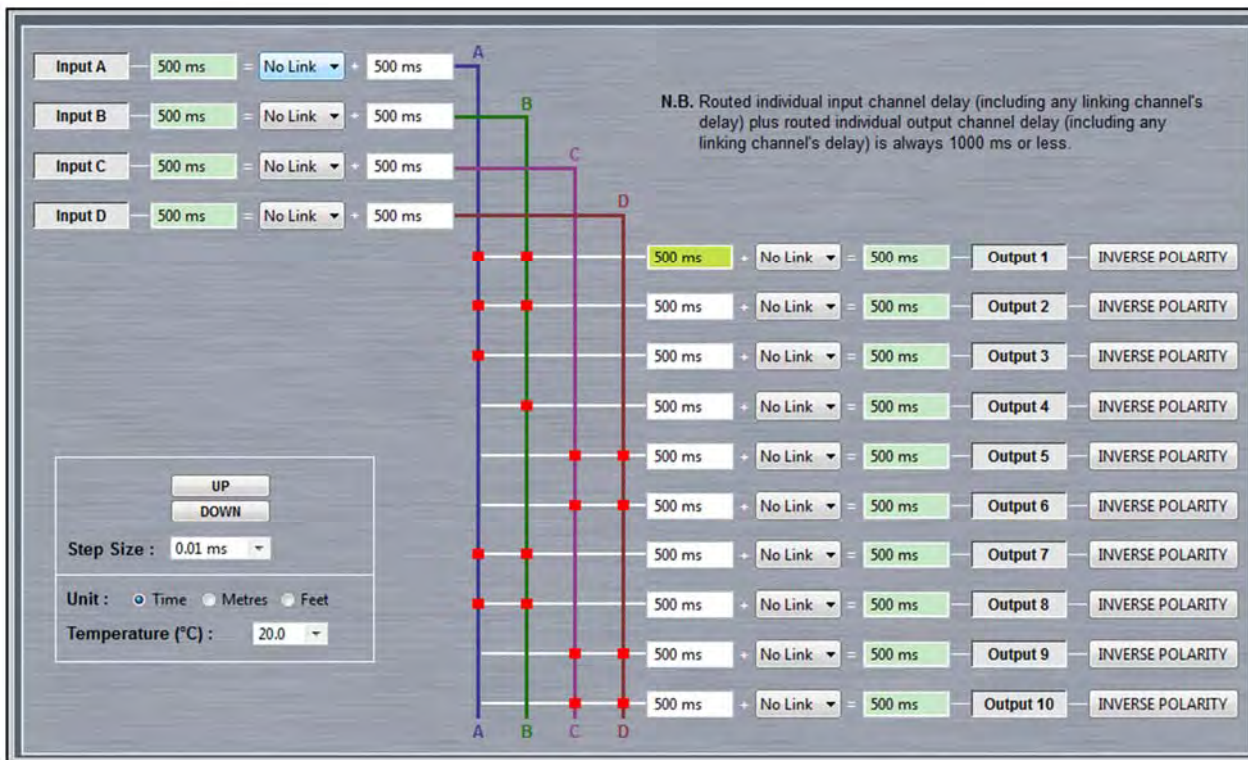 A
Input A 500 ms = No Link + 500 ms
B
Input B 500 ms = No Link + 500 ms
C
Input C 500 ms = No Link + 500 ms
D
Input D 500 ms = No Link + 500 ms
N.B. Routed individual input channel delay (including any linking channel's
delay) plus routed individual output channel delay (including any
linking channel's delay) is always 1000 ms or less.
500 ms + No Link = 500 ms Output 1 INVERSE POLARITY
500 ms + No Link = 500 ms Output 2 INVERSE POLARITY
500 ms + No Link = 500 ms Output 3 INVERSE POLARITY
500 ms + No Link = 500 ms Output 4 INVERSE POLARITY
500 ms + No Link = 500 ms Output 5 INVERSE POLARITY
500 ms + No Link = 500 ms Output 6 INVERSE POLARITY
500 ms + No Link = 500 ms Output 7 INVERSE POLARITY
500 ms + No Link = 500 ms Output 8 INVERSE POLARITY
500 ms + No Link = 500 ms Output 9 INVERSE POLARITY
500 ms + No Link = 500 ms Output 10 INVERSE POLARITY
UP
DOWN
Step Size : 0.01 ms
Unit : Time Metres Feet
Temperature (°C) : 20.0
A B C D